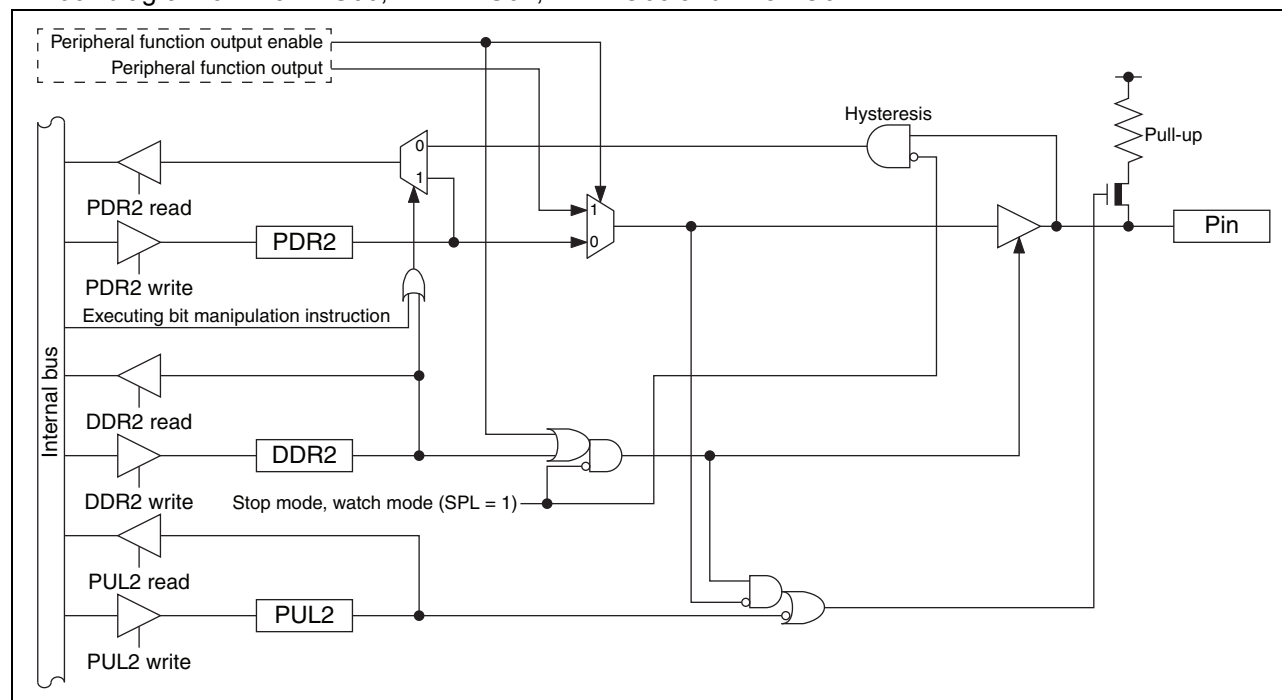 Peripheral function output enable
Peripheral function output
Hysteresis
Pull-up
0
1
PDR2 read
1
0
PDR2
Pin
PDR2 write
Executing bit manipulation instruction
Internal bus
DDR2 read
DDR2
DDR2 write
Stop mode, watch mode (SPL = 1)
PUL2 read
PUL2
PUL2 write